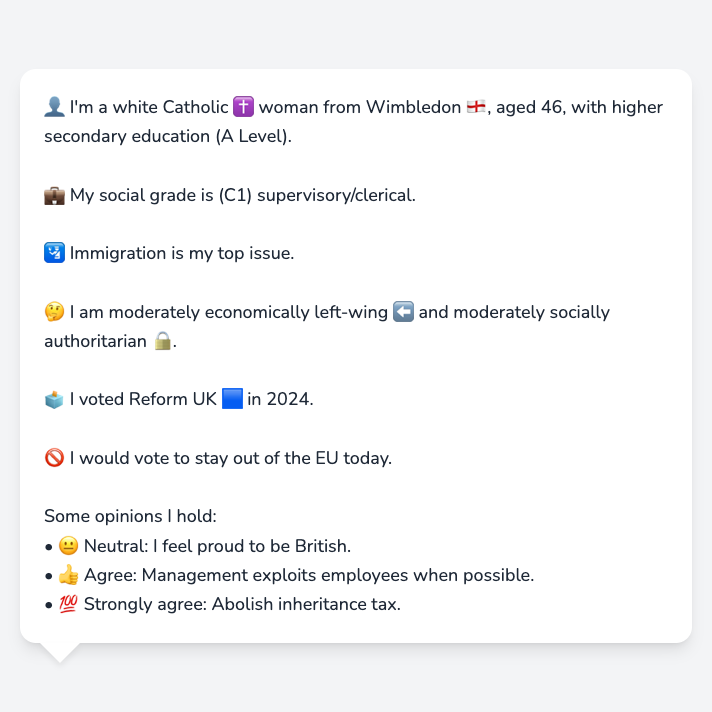 👤 I'm a white Catholic ✝️ woman from Wimbledon 🏴󠁧󠁢󠁥󠁮󠁧󠁿, aged 46, with higher
secondary education (A Level).
💼 My social grade is (C1) supervisory/clerical.
🛂 Immigration is my top issue.
🤔 I am moderately economically left-wing ⬅️ and moderately socially
authoritarian 🔒.
🗳️ I voted Reform UK 🟦 in 2024.
🚫 I would vote to stay out of the EU today.
Some opinions I hold:
• 😐 Neutral: I feel proud to be British.
• 👍 Agree: Management exploits employees when possible.
• 💯 Strongly agree: Abolish inheritance tax.